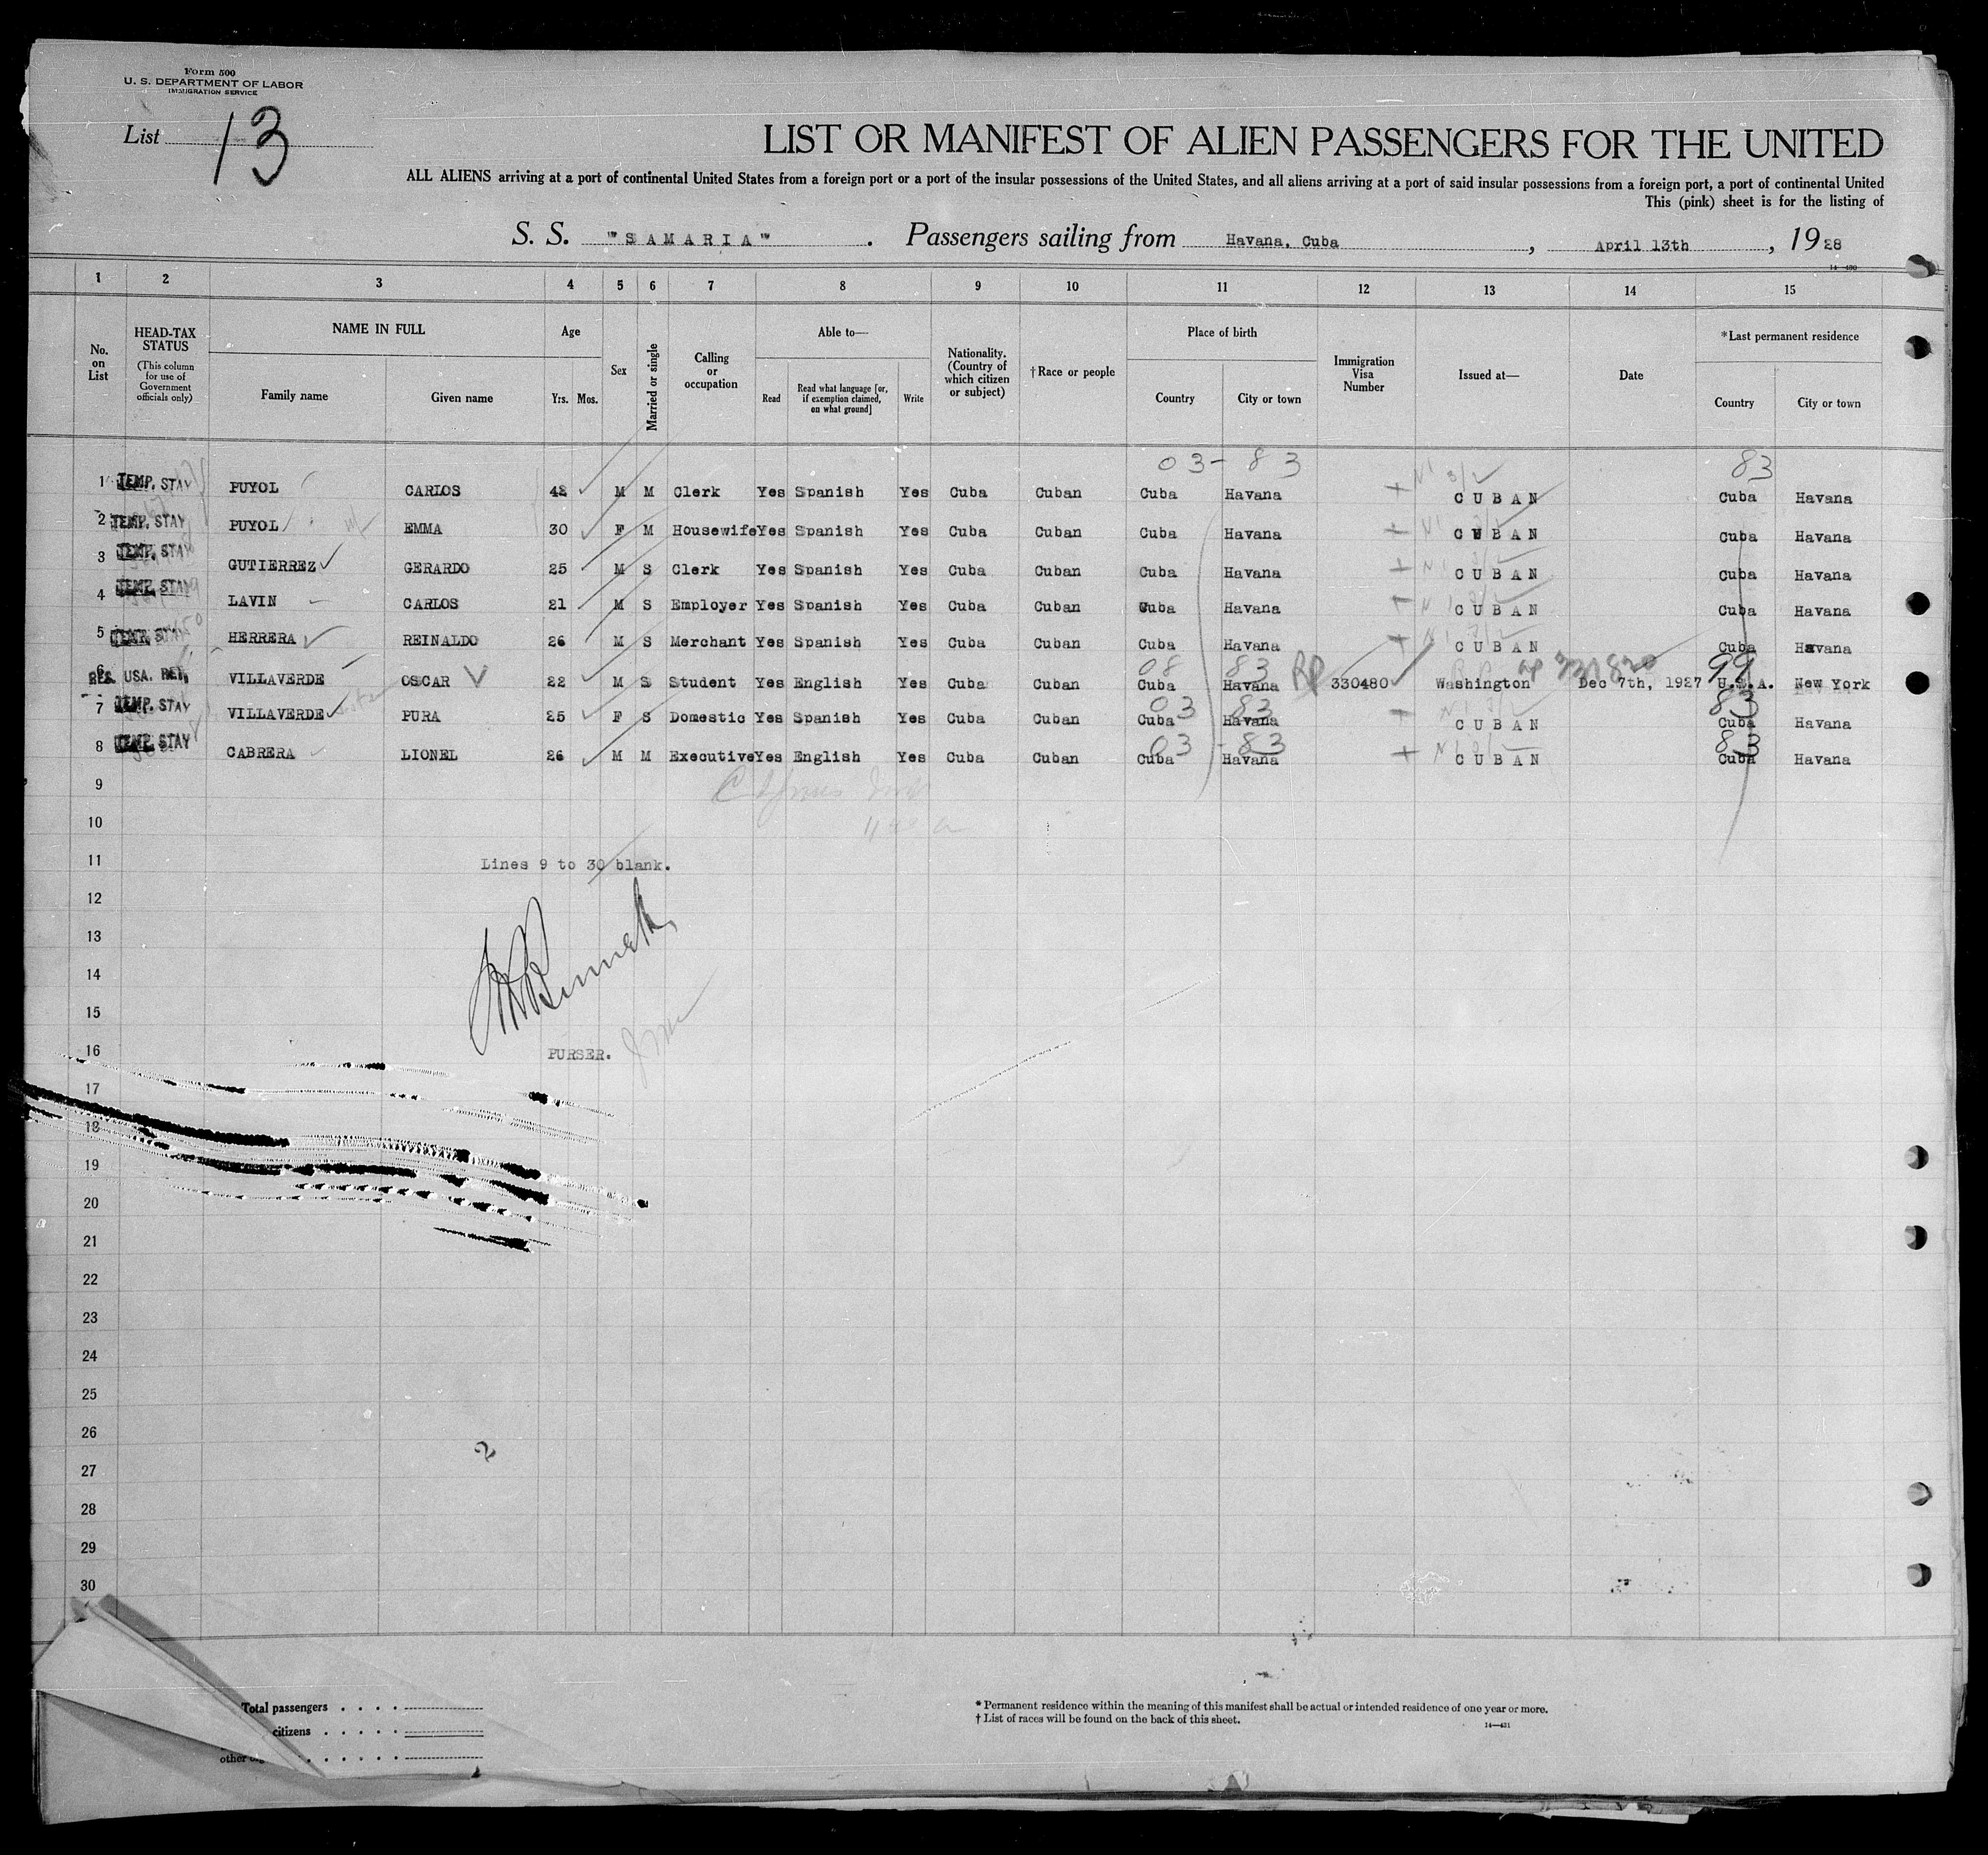 Form 500
U. S. DEPARTMENT OF LABOR
IMMIGRATION SERVICE
List 13
LIST OR MANIFEST OF ALIEN PASSENGERS FOR THE UNITED
ALL ALIENS arriving at a port of continental United States from a foreign port or a port of the insular possessions of the United States, and all aliens arriving at a port of said insular possessions from a foreign port, a port of continental United
This (pink) sheet is for the listing of
S. S. "SAMARIA". Passengers sailing from Havana, Cuba, April 13th, 1928
14—430
1 2 3 4 5 6 7 8 9 10 11 12 13 14 15
No. on List
HEAD-TAX STATUS (This column for use of Government officials only)
NAME IN FULL
Family name Given name
Age
Yrs. Mos.
Sex
Married or single
Calling or occupation
Able to—
Read
Read what language [or, if exemption claimed, on what ground]
Write
Nationality. (Country of which citizen or subject)
† Race or people
Place of birth
Country City or town
Immigration Visa Number
Issued at—
Date
* Last permanent residence
Country City or town
03 - 83 83
1 TEMP. STAY PUYOL CARLOS 42 M M Clerk Yes Spanish Yes Cuba Cuban Cuba Havana CUBAN Cuba Havana
2 TEMP. STAY PUYOL EMMA 30 F M Housewife Yes Spanish Yes Cuba Cuban Cuba Havana CUBAN Cuba Havana
3 TEMP. STAY GUTIERREZ GERARDO 25 M S Clerk Yes Spanish Yes Cuba Cuban Cuba Havana CUBAN Cuba Havana
4 TEMP. STAY LAVIN CARLOS 21 M S Employer Yes Spanish Yes Cuba Cuban Cuba Havana CUBAN Cuba Havana
5 TEMP. STAY HERRERA REINALDO 26 M S Merchant Yes Spanish Yes Cuba Cuban Cuba Havana CUBAN Cuba Havana
08 83 RP 99
6 RES. USA. RET. VILLAVERDE OSCAR 22 M S Student Yes English Yes Cuba Cuban Cuba Havana 330480 Washington Dec 7th, 1927 U.S.A. New York
03 83 83
7 TEMP. STAY VILLAVERDE PURA 25 F S Domestic Yes Spanish Yes Cuba Cuban Cuba Havana CUBAN Cuba Havana
03 - 83 83
8 TEMP. STAY CABRERA LIONEL 26 M M Executive Yes English Yes Cuba Cuban Cuba Havana CUBAN Cuba Havana
9
10
11 Lines 9 to 30 blank.
12
13
14
15
16 PURSER.
17
18
19
20
21
22
23
24
25
26
2
27
28
29
30
Total passengers
citizens
other
* Permanent residence within the meaning of this manifest shall be actual or intended residence of one year or more.
† List of races will be found on the back of this sheet.
14—431